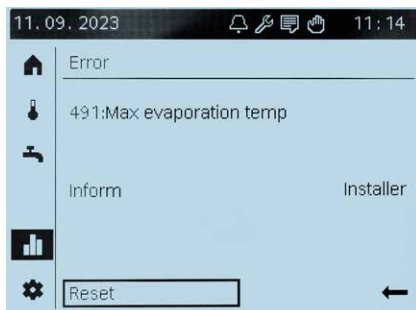 11.09.2023 11:14
Error
491:Max evaporation temp
Inform Installer
Reset